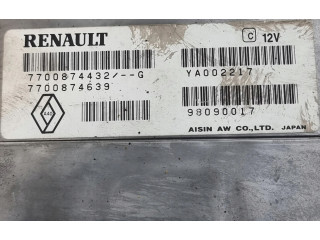 RENAULT
C 12V
7700874432/--G
YA002217
7700874639
H
98090017
AISIN AW CO.,LTD. JAPAN